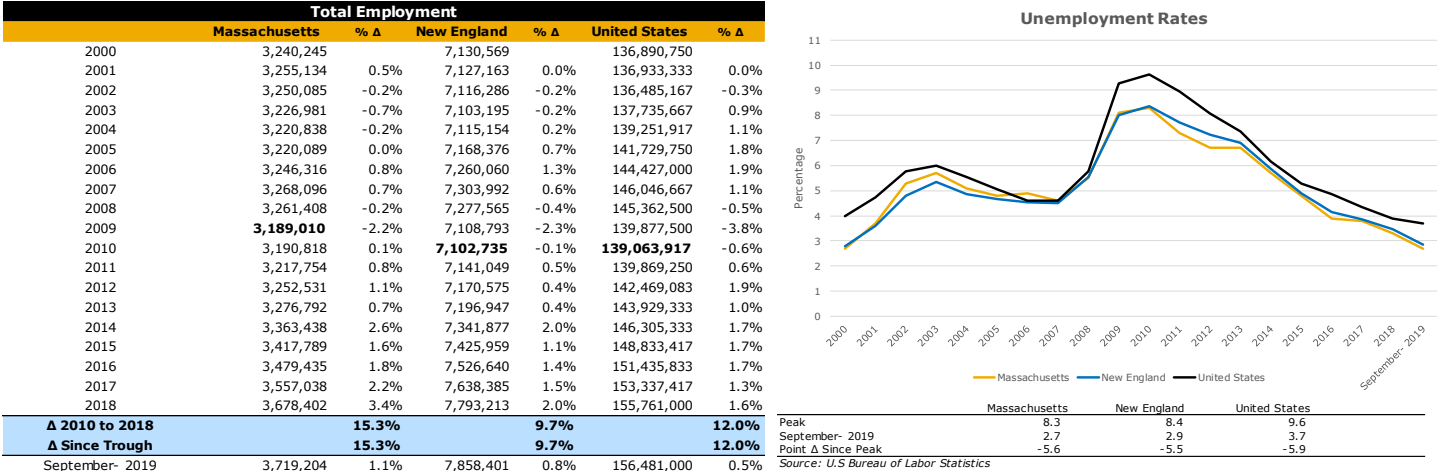 Total Employment
Massachusetts % Δ New England % Δ United States % Δ
2000 3,240,245 7,130,569 136,890,750
2001 3,255,134 0.5% 7,127,163 0.0% 136,933,333 0.0%
2002 3,250,085 -0.2% 7,116,286 -0.2% 136,485,167 -0.3%
2003 3,226,981 -0.7% 7,103,195 -0.2% 137,735,667 0.9%
2004 3,220,838 -0.2% 7,115,154 0.2% 139,251,917 1.1%
2005 3,220,089 0.0% 7,168,376 0.7% 141,729,750 1.8%
2006 3,246,316 0.8% 7,260,060 1.3% 144,427,000 1.9%
2007 3,268,096 0.7% 7,303,992 0.6% 146,046,667 1.1%
2008 3,261,408 -0.2% 7,277,565 -0.4% 145,362,500 -0.5%
2009 3,189,010 -2.2% 7,108,793 -2.3% 139,877,500 -3.8%
2010 3,190,818 0.1% 7,102,735 -0.1% 139,063,917 -0.6%
2011 3,217,754 0.8% 7,141,049 0.5% 139,869,250 0.6%
2012 3,252,531 1.1% 7,170,575 0.4% 142,469,083 1.9%
2013 3,276,792 0.7% 7,196,947 0.4% 143,929,333 1.0%
2014 3,363,438 2.6% 7,341,877 2.0% 146,305,333 1.7%
2015 3,417,789 1.6% 7,425,959 1.1% 148,833,417 1.7%
2016 3,479,435 1.8% 7,526,640 1.4% 151,435,833 1.7%
2017 3,557,038 2.2% 7,638,385 1.5% 153,337,417 1.3%
2018 3,678,402 3.4% 7,793,213 2.0% 155,761,000 1.6%
Δ 2010 to 2018 15.3% 9.7% 12.0%
Δ Since Trough 15.3% 9.7% 12.0%
September- 2019 3,719,204 1.1% 7,858,401 0.8% 156,481,000 0.5%
Unemployment Rates
Percentage
11
10
9
8
7
6
5
4
3
2
1
0
2000 2001 2002 2003 2004 2005 2006 2007 2008 2009 2010 2011 2012 2013 2014 2015 2016 2017 2018 September- 2019
Massachusetts New England United States
Massachusetts New England United States
Peak 8.3 8.4 9.6
September- 2019 2.7 2.9 3.7
Point Δ Since Peak -5.6 -5.5 -5.9
Source: U.S Bureau of Labor Statistics